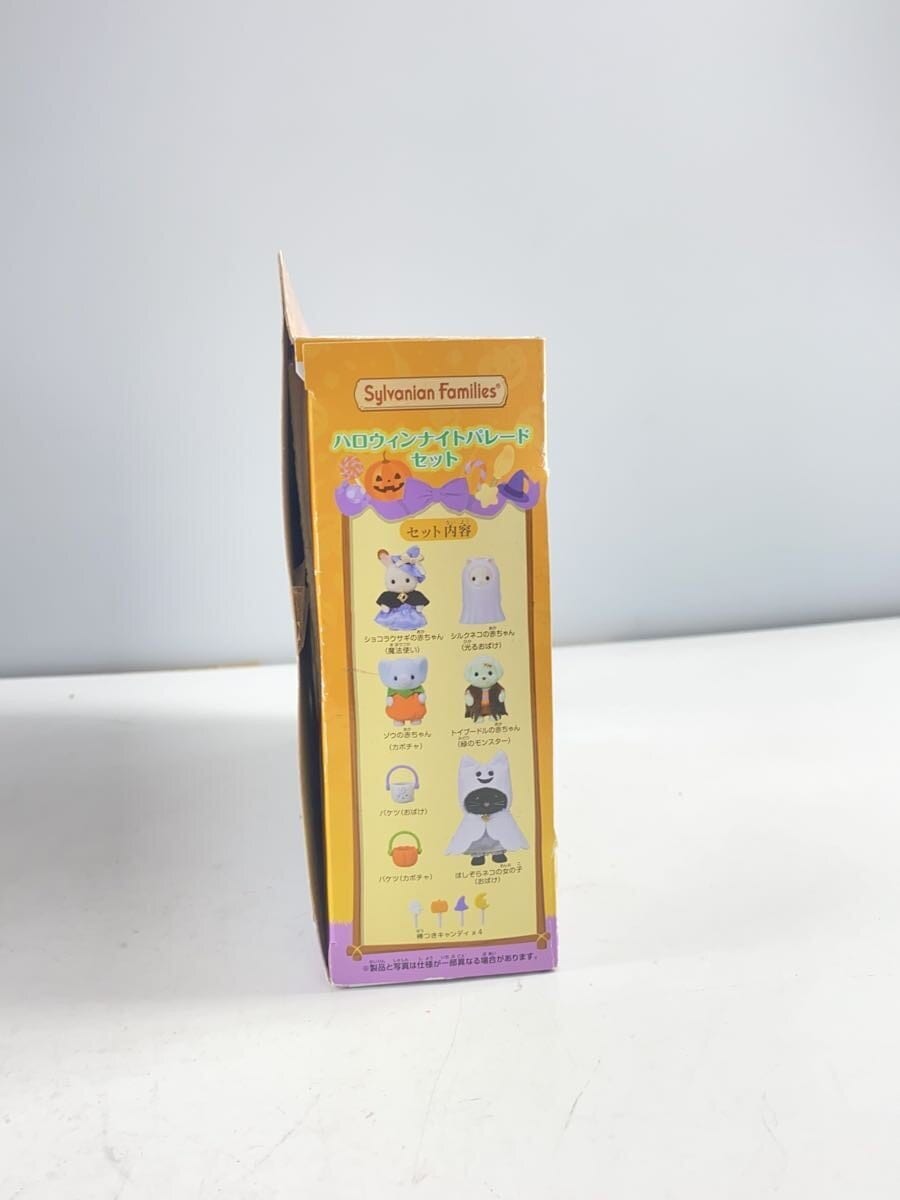 Sylvanian Families®
ハロウィンナイトパレード
セット
セット内容
ショコラウサギの赤ちゃん
(魔法使い)
シルクネコの赤ちゃん
(光るおばけ)
ゾウの赤ちゃん
(カボチャ)
トイプードルの赤ちゃん
(緑のモンスター)
バケツ(おばけ)
バケツ(カボチャ)
ほしぞらネコの女の子
(おばけ)
棒つきキャンディ×4
※製品と写真は仕様が一部異なる場合があります。